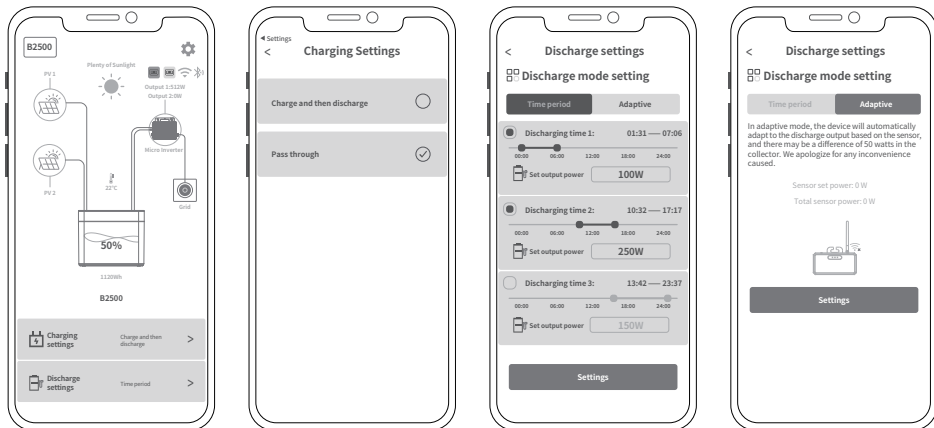 B2500
Plenty of Sunlight
PV 1
Output 1:512W
Output 2:0W
Micro Inverter
PV 2
22°C
Grid
50%
1120Wh
B2500
Charging settings
Charge and then discharge
>
Discharge settings
Time period
>
◀ Settings
< Charging Settings
Charge and then discharge
Pass through
< Discharge settings
Discharge mode setting
Time period Adaptive
Discharging time 1: 01:31 — 07:06
00:00 06:00 12:00 18:00 24:00
Set output power 100W
Discharging time 2: 10:32 — 17:17
00:00 06:00 12:00 18:00 24:00
Set output power 250W
Discharging time 3: 13:42 — 23:37
00:00 06:00 12:00 18:00 24:00
Set output power 150W
Settings
< Discharge settings
Discharge mode setting
Time period Adaptive
In adaptive mode, the device will automatically
adapt to the discharge output based on the sensor,
and there may be a difference of 50 watts in the
collector. We apologize for any inconvenience
caused.
Sensor set power: 0 W
Total sensor power: 0 W
Settings